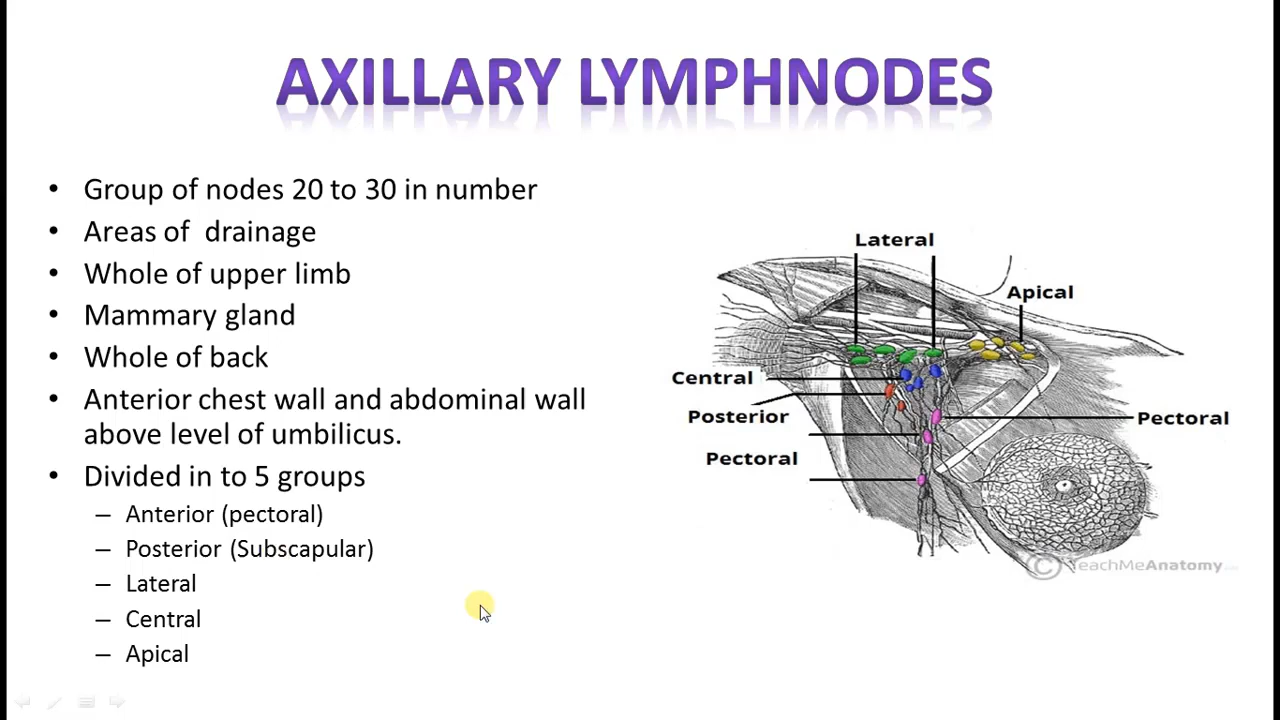 AXILLARY LYMPHNODES
• Group of nodes 20 to 30 in number
• Areas of drainage
• Whole of upper limb
• Mammary gland
• Whole of back
• Anterior chest wall and abdominal wall
above level of umbilicus.
• Divided in to 5 groups
– Anterior (pectoral)
– Posterior (Subscapular)
– Lateral
– Central
– Apical
Lateral
Apical
Central
Posterior
Pectoral
Pectoral
© TeachMeAnatomy